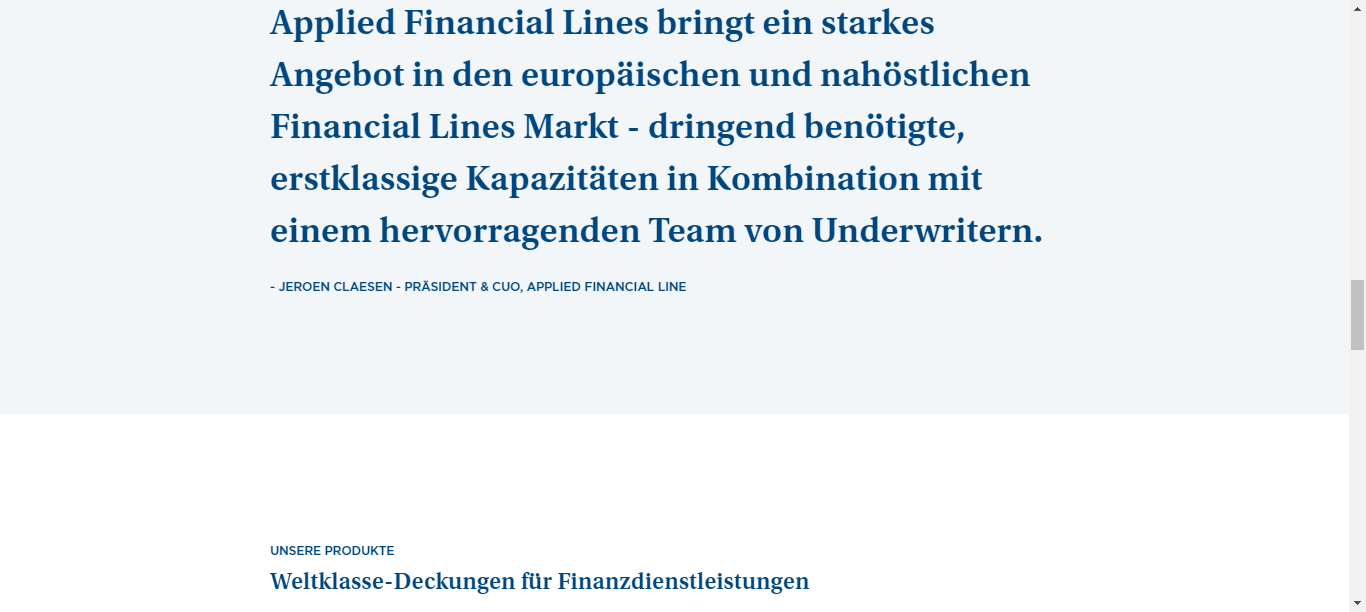 Applied Financial Lines bringt ein starkes
Angebot in den europäischen und nahöstlichen
Financial Lines Markt - dringend benötigte,
erstklassige Kapazitäten in Kombination mit
einem hervorragenden Team von Underwritern.
- JEROEN CLAESEN - PRÄSIDENT & CUO, APPLIED FINANCIAL LINE
UNSERE PRODUKTE
Weltklasse-Deckungen für Finanzdienstleistungen